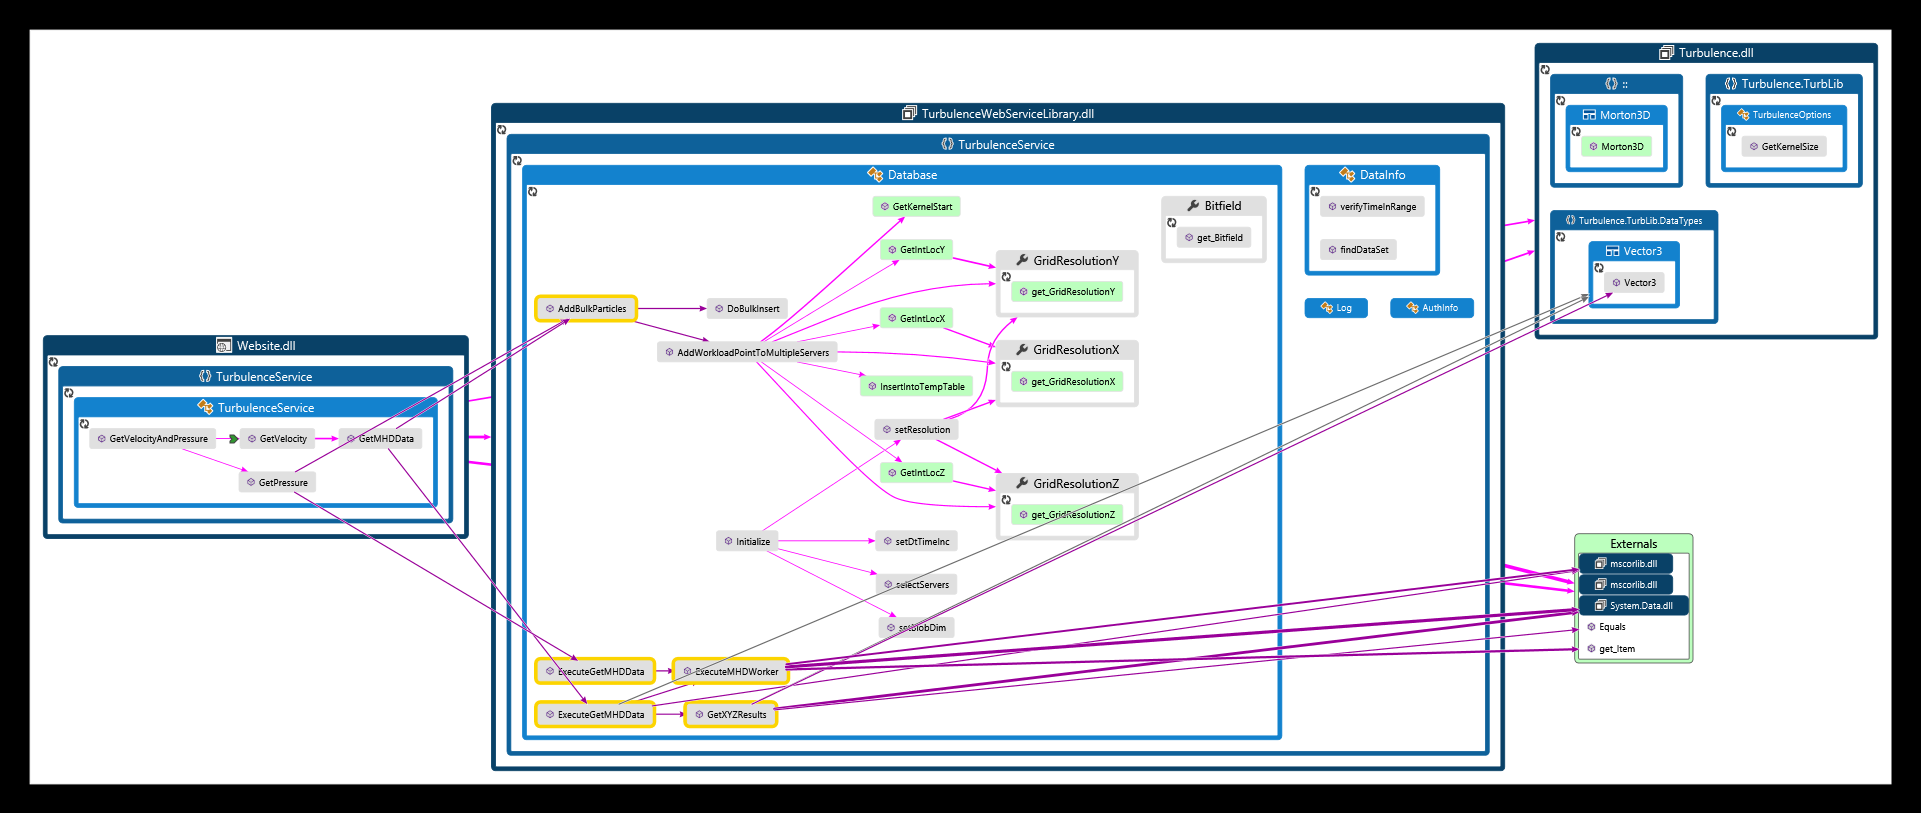 Website.dll
TurbulenceService
TurbulenceService
GetVelocityAndPressure
GetVelocity
GetMHDData
GetPressure
TurbulenceWebServiceLibrary.dll
TurbulenceService
Database
GetKernelStart
GetIntLocY
GridResolutionY
get_GridResolutionY
AddBulkParticles
DoBulkInsert
GetIntLocX
AddWorkloadPointToMultipleServers
GridResolutionX
get_GridResolutionX
InsertIntoTempTable
setResolution
GetIntLocZ
GridResolutionZ
get_GridResolutionZ
Initialize
setDtTimeInc
selectServers
setBlobDim
ExecuteGetMHDData
ExecuteMHDWorker
ExecuteGetMHDData
GetXYZResults
Bitfield
get_Bitfield
DataInfo
verifyTimeInRange
findDataSet
Log
AuthInfo
Turbulence.dll
::
Morton3D
Morton3D
Turbulence.TurbLib
TurbulenceOptions
GetKernelSize
Turbulence.TurbLib.DataTypes
Vector3
Vector3
Externals
mscorlib.dll
mscorlib.dll
System.Data.dll
Equals
get_Item